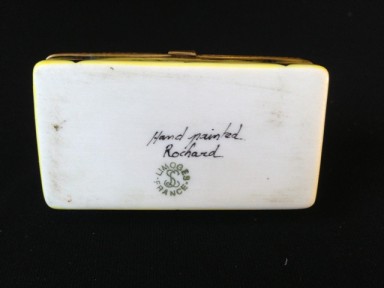 Hand painted
Rochard
LIMOGES
FRANCE